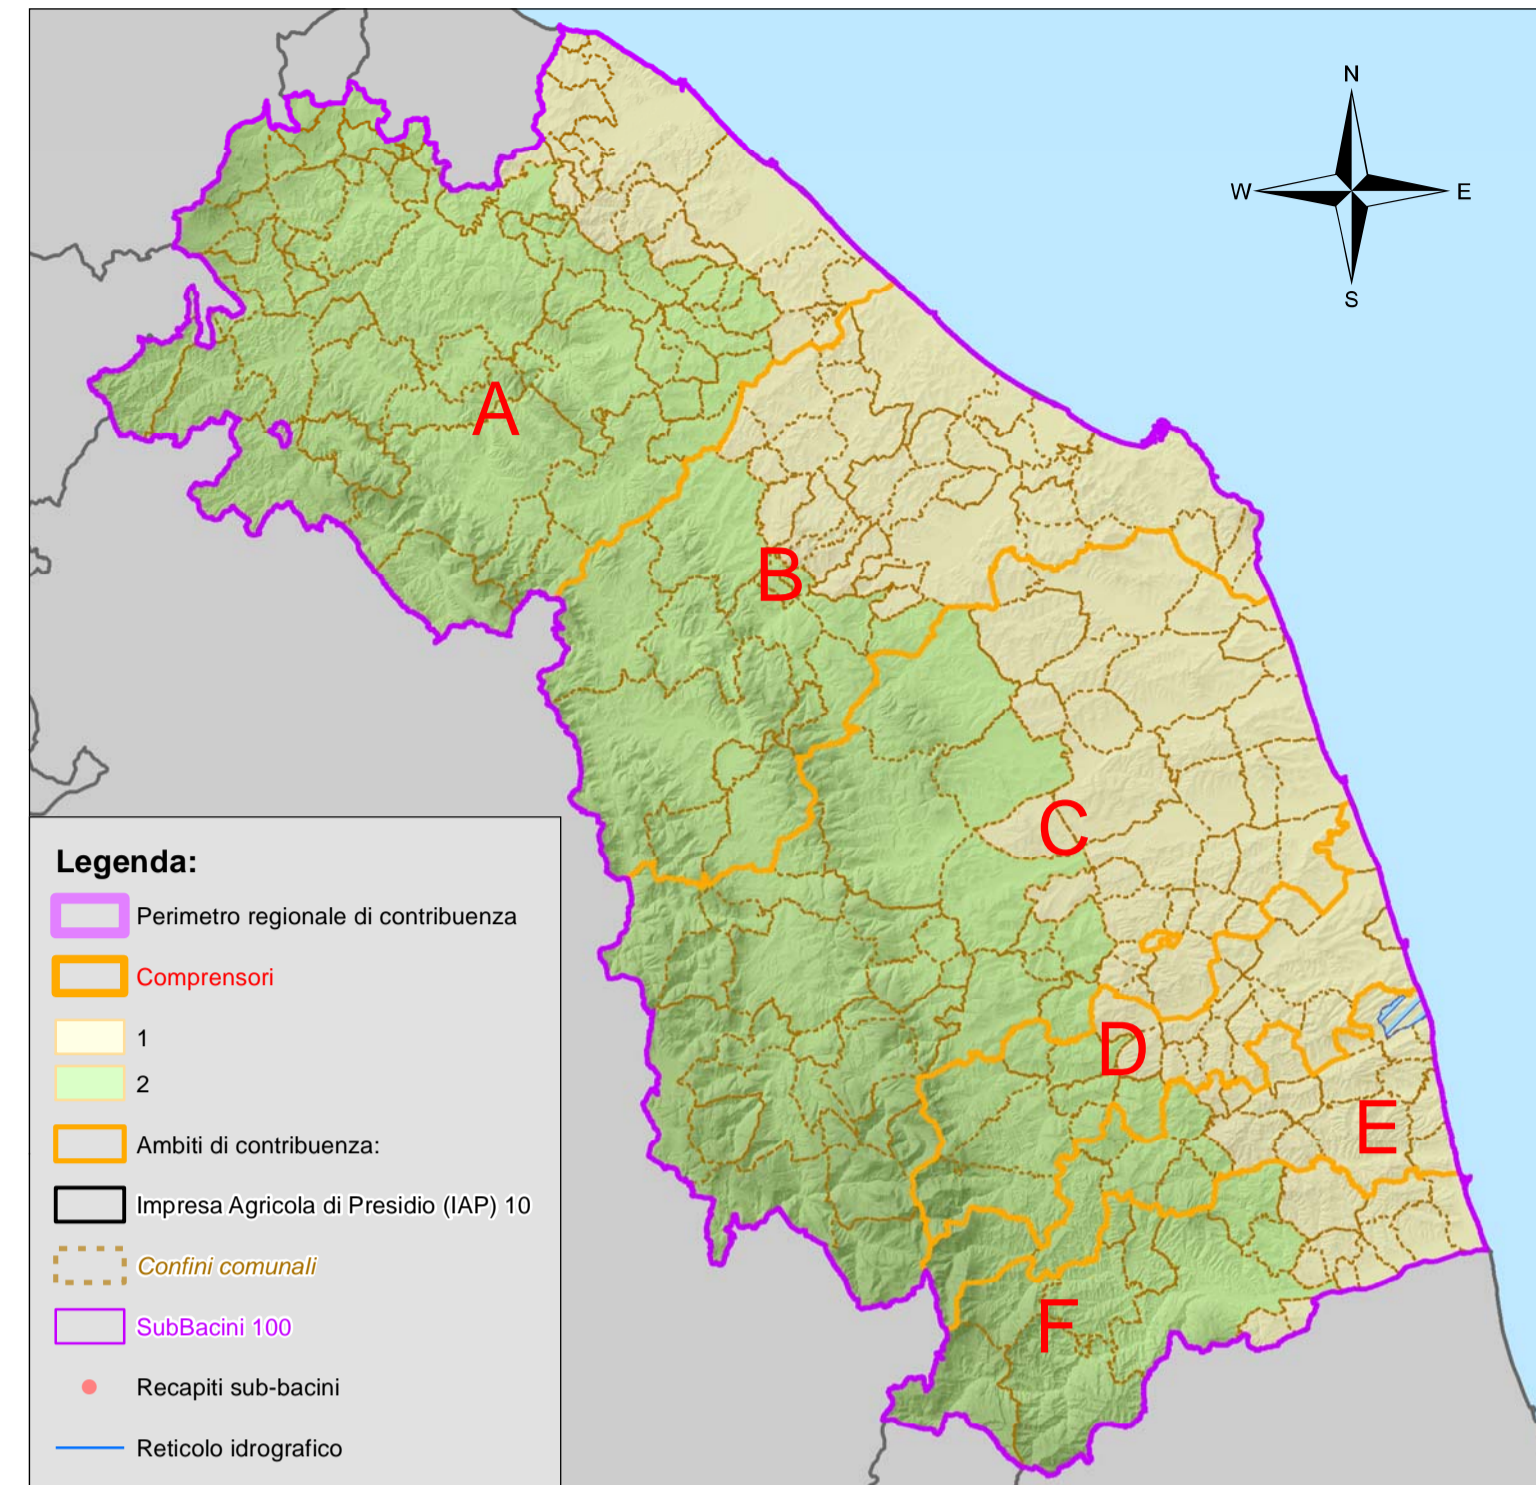 N
W
E
S
A
B
C
D
E
F
Legenda:
Perimetro regionale di contribuenza
Comprensori
1
2
Ambiti di contribuenza:
Impresa Agricola di Presidio (IAP) 10
Confini comunali
SubBacini 100
Recapiti sub-bacini
Reticolo idrografico